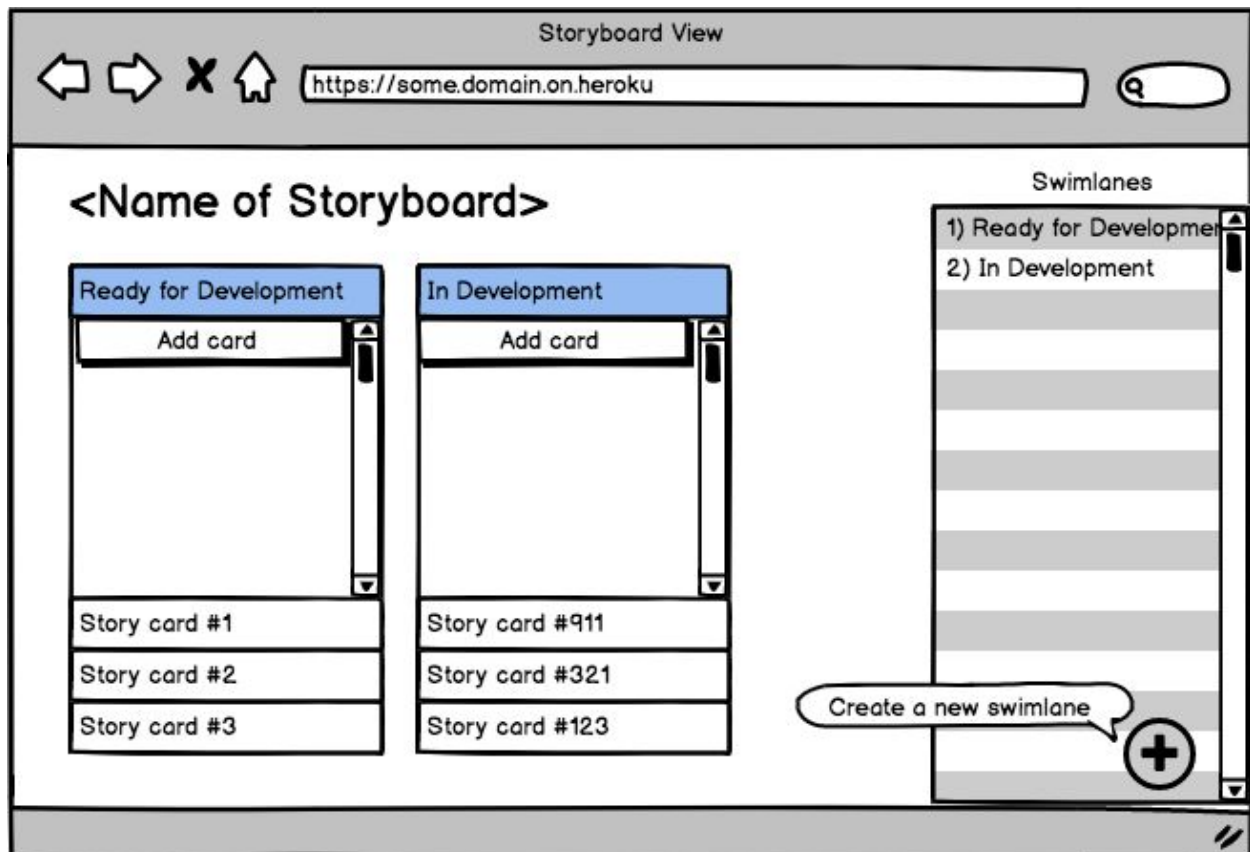 Storyboard View
https://some.domain.on.heroku
<Name of Storyboard>
Ready for Development
Add card
Story card #1
Story card #2
Story card #3
In Development
Add card
Story card #911
Story card #321
Story card #123
Swimlanes
1) Ready for Developmen
2) In Development
Create a new swimlane